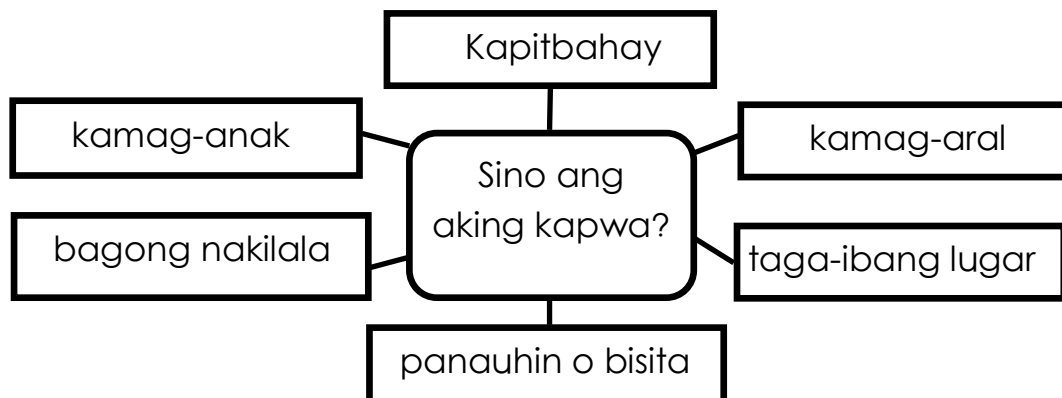 Kapitbahay
kamag-anak
kamag-aral
Sino ang
aking kapwa?
bagong nakilala
taga-ibang lugar
panauhin o bisita